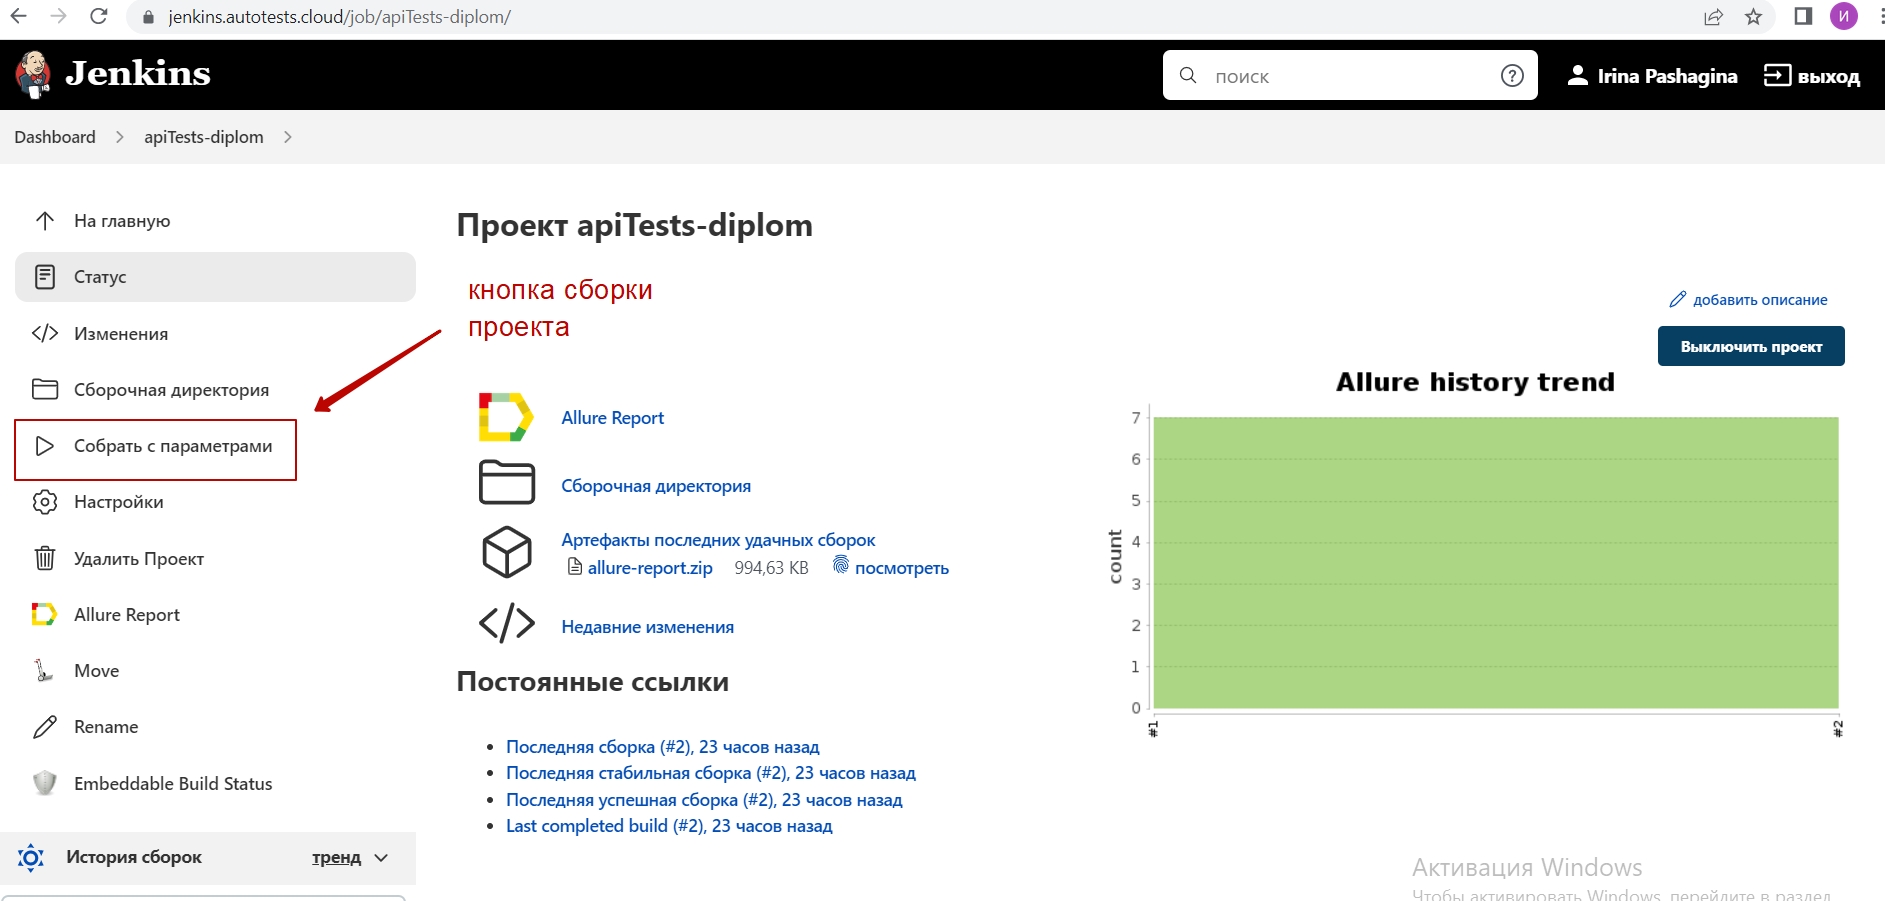 jenkins.autotests.cloud/job/apiTests-diplom/
И
Jenkins
поиск
Irina Pashagina
выход
Dashboard
apiTests-diplom
На главную
Статус
Изменения
Сборочная директория
Собрать с параметрами
Настройки
Удалить Проект
Allure Report
Move
Rename
Embeddable Build Status
История сборок
тренд
Проект apiTests-diplom
кнопка сборки
проекта
добавить описание
Выключить проект
Allure Report
Сборочная директория
Артефакты последних удачных сборок
allure-report.zip 994,63 KB посмотреть
Недавние изменения
Постоянные ссылки
Последняя сборка (#2), 23 часов назад
Последняя стабильная сборка (#2), 23 часов назад
Последняя успешная сборка (#2), 23 часов назад
Last completed build (#2), 23 часов назад
Allure history trend
count
7
6
5
4
3
2
1
0
#1
#2
Активация Windows
Чтобы активировать Windows, перейдите в раздел